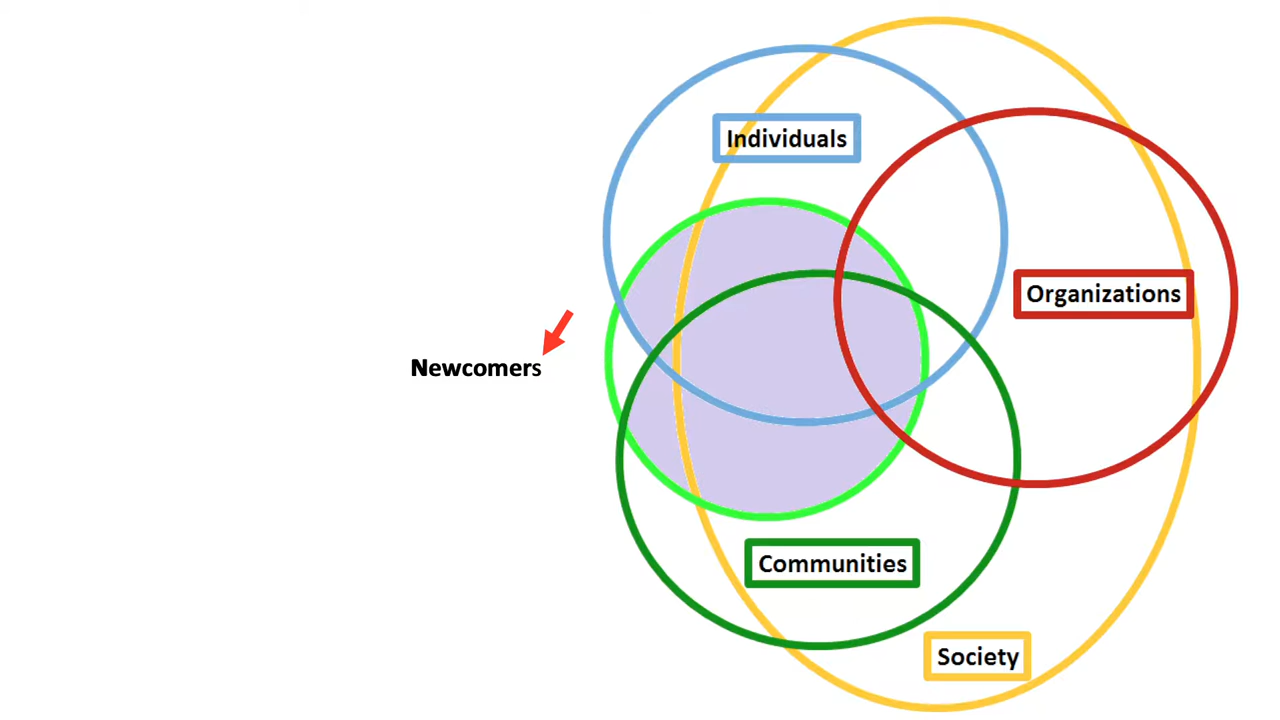 Individuals
Organizations
Newcomers
Communities
Society